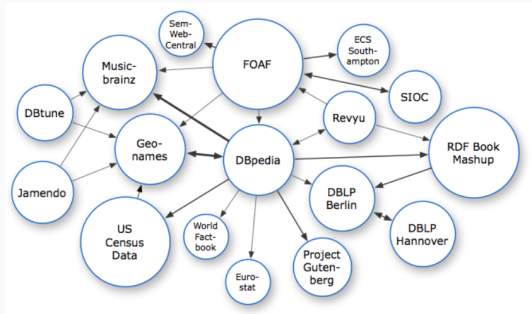 Sem-
Web-
Central
FOAF
ECS
South-
ampton
Music-
brainz
SIOC
DBtune
Revyu
Geo-
names
DBpedia
RDF Book
Mashup
Jamendo
DBLP
Berlin
US
Census
Data
World
Fact-
book
DBLP
Hannover
Project
Guten-
berg
Euro-
stat